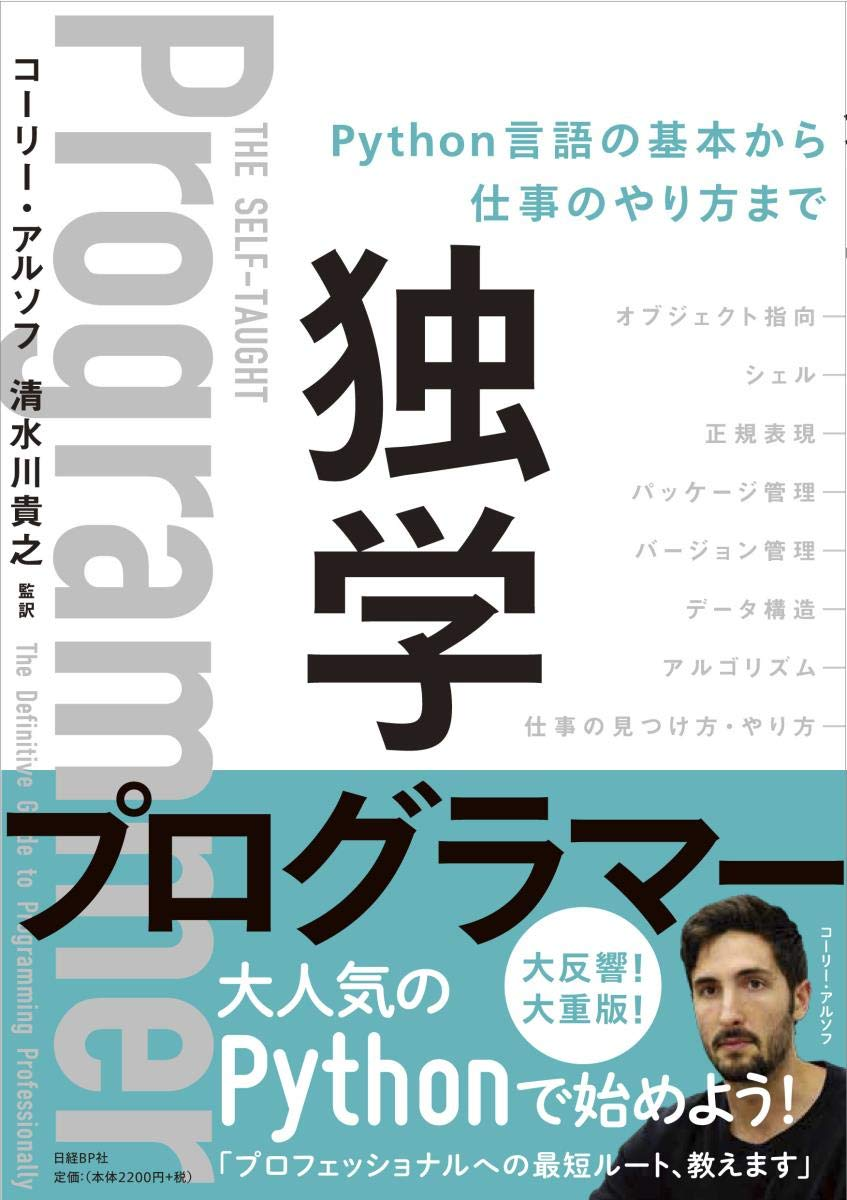 Python言語の基本から
仕事のやり方まで
独学
プログラマー
THE SELF-TAUGHT
Programmer
The Definitive Guide to Programming Professionally
コーリー・アルソフ 清水川貴之 監訳
オブジェクト指向
シェル
正規表現
パッケージ管理
バージョン管理
データ構造
アルゴリズム
仕事の見つけ方・やり方
大反響!
大重版!
コーリー・アルソフ
大人気の
Pythonで始めよう!
「プロフェッショナルへの最短ルート、教えます」
日経BP社
定価:(本体2200円+税)